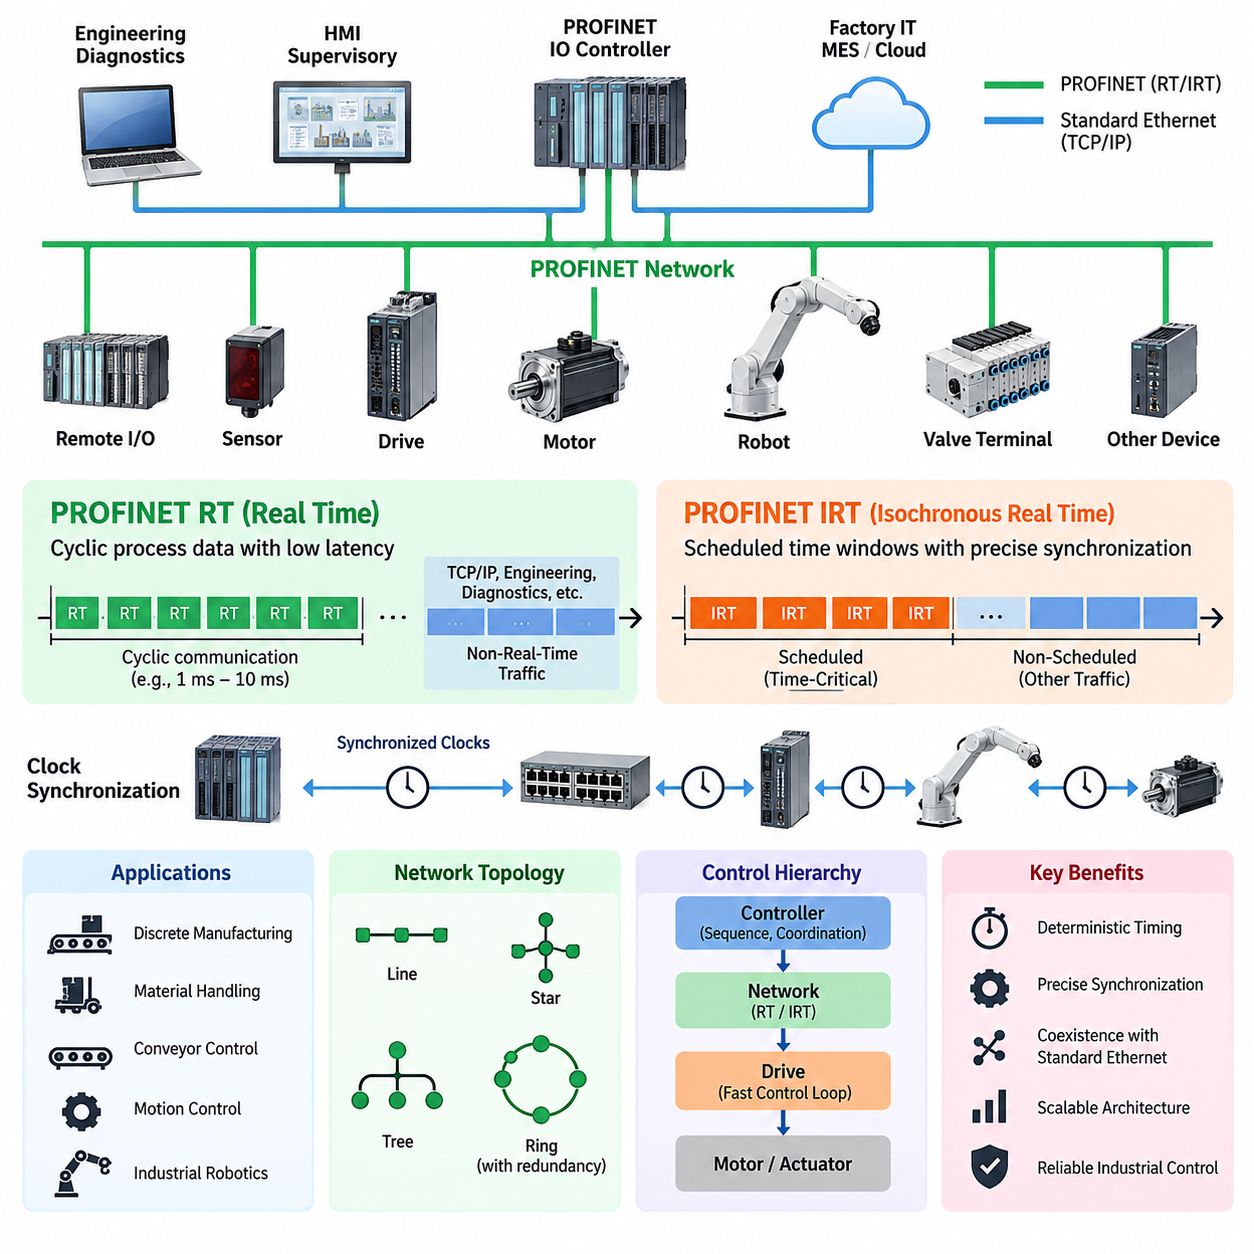 Engineering
Diagnostics
HMI
Supervisory
PROFINET
IO Controller
Factory IT
MES / Cloud
PROFINET (RT/IRT)
Standard Ethernet
(TCP/IP)
PROFINET Network
Remote I/O
Sensor
Drive
Motor
Robot
Valve Terminal
Other Device
PROFINET RT (Real Time)
Cyclic process data with low latency
RT RT RT RT RT RT ...
Cyclic communication
(e.g., 1 ms – 10 ms)
TCP/IP, Engineering,
Diagnostics, etc.
... ... ...
Non-Real-Time
Traffic
PROFINET IRT (Isochronous Real Time)
Scheduled time windows with precise synchronization
IRT IRT IRT IRT ...
Scheduled
(Time-Critical)
Non-Scheduled
(Other Traffic)
Clock
Synchronization
Synchronized Clocks
Applications
Discrete Manufacturing
Material Handling
Conveyor Control
Motion Control
Industrial Robotics
Network Topology
Line
Star
Tree
Ring
(with redundancy)
Control Hierarchy
Controller
(Sequence, Coordination)
Network
(RT / IRT)
Drive
(Fast Control Loop)
Motor / Actuator
Key Benefits
Deterministic Timing
Precise Synchronization
Coexistence with
Standard Ethernet
Scalable Architecture
Reliable Industrial Control